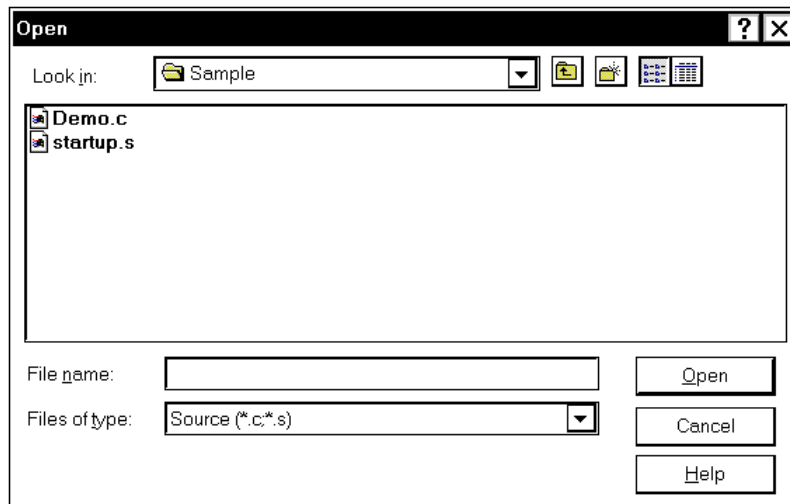 Open
Look in:
Sample
Demo.c
startup.s
File name:
Open
Files of type:
Source (*.c;*.s)
Cancel
Help